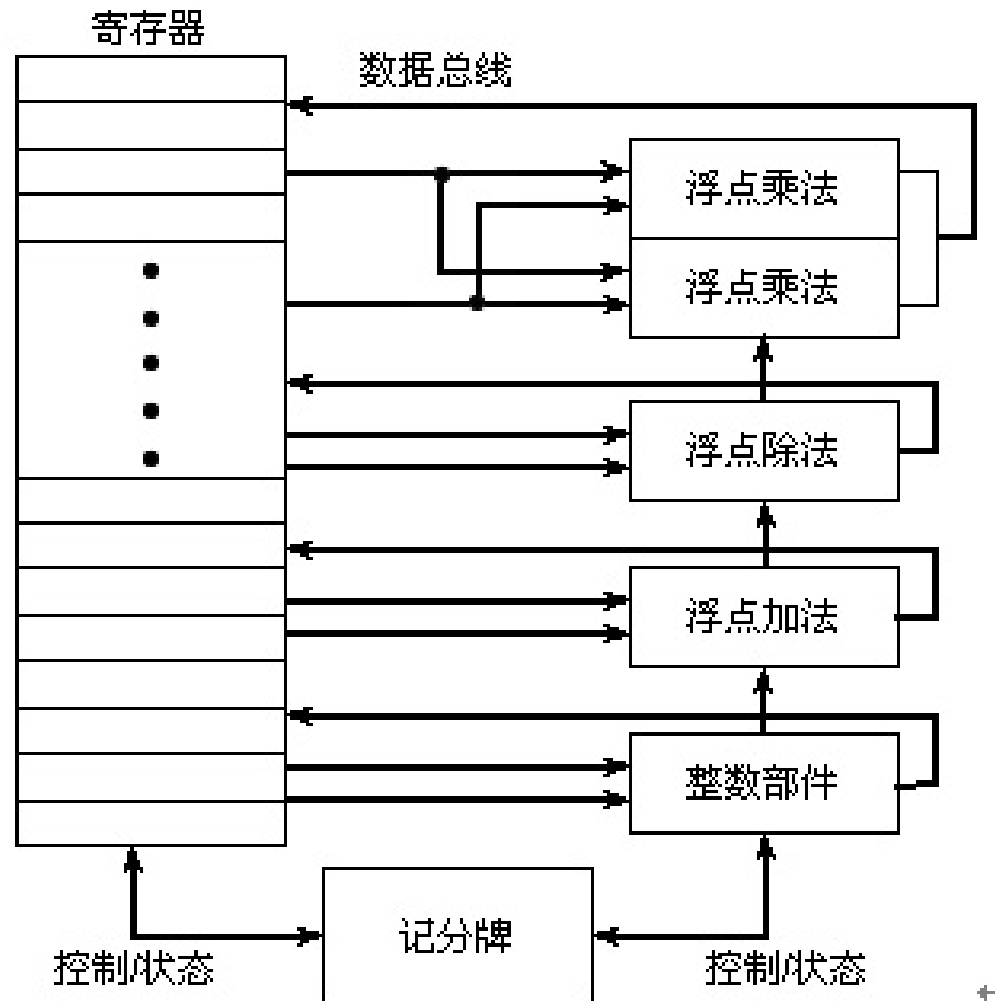 寄存器
数据总线
浮点乘法
浮点乘法
浮点除法
浮点加法
整数部件
记分牌
控制/状态
控制/状态